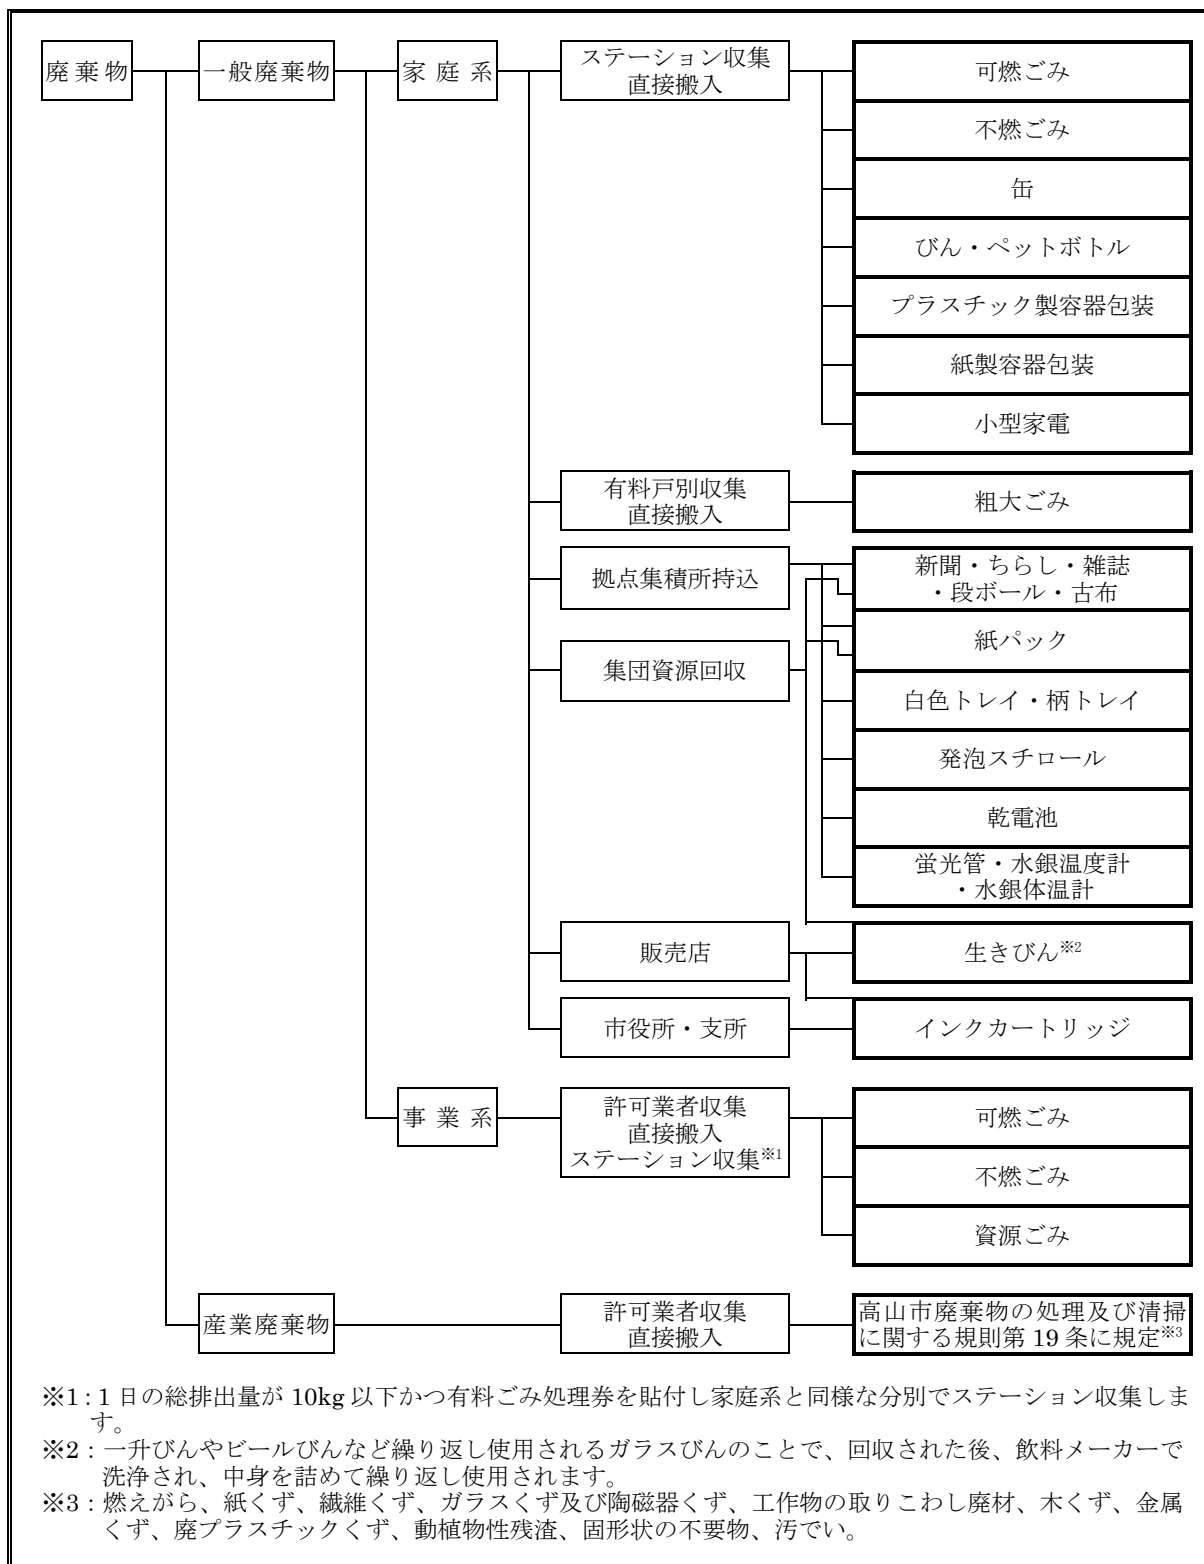 廃棄物
一般廃棄物
家庭系
ステーション収集
直接搬入
可燃ごみ
不燃ごみ
缶
びん・ペットボトル
プラスチック製容器包装
紙製容器包装
小型家電
有料戸別収集
直接搬入
粗大ごみ
拠点集積所持込
新聞・ちらし・雑誌
・段ボール・古布
紙パック
集団資源回収
白色トレイ・柄トレイ
発泡スチロール
乾電池
蛍光管・水銀温度計
・水銀体温計
販売店
生きびん※2
市役所・支所
インクカートリッジ
事業系
許可業者収集
直接搬入
ステーション収集※1
可燃ごみ
不燃ごみ
資源ごみ
産業廃棄物
許可業者収集
直接搬入
高山市廃棄物の処理及び清掃
に関する規則第 19 条に規定※3
※1：1 日の総排出量が 10kg 以下かつ有料ごみ処理券を貼付し家庭系と同様な分別でステーション収集しま
す。
※2：一升びんやビールびんなど繰り返し使用されるガラスびんのことで、回収された後、飲料メーカーで
洗浄され、中身を詰めて繰り返し使用されます。
※3：燃えがら、紙くず、繊維くず、ガラスくず及び陶磁器くず、工作物の取りこわし廃材、木くず、金属
くず、廃プラスチックくず、動植物性残渣、固形状の不要物、汚でい。